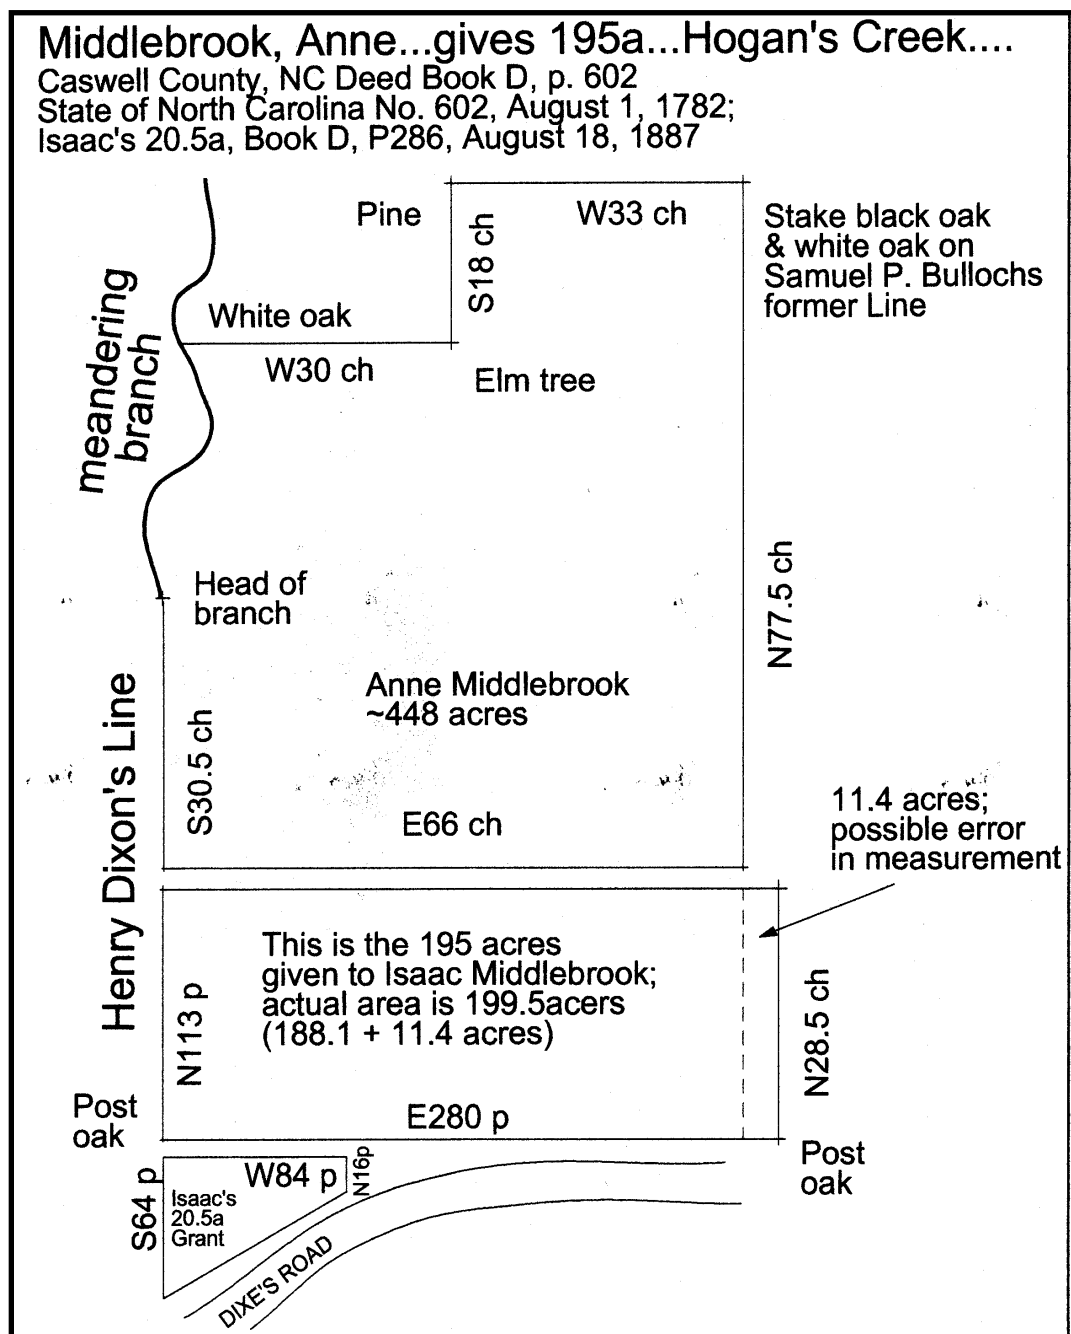 Middlebrook, Anne...gives 195a...Hogan's Creek....
Caswell County, NC Deed Book D, p. 602
State of North Carolina No. 602, August 1, 1782;
Isaac's 20.5a, Book D, P286, August 18, 1887
Pine
W33 ch
S18 ch
Stake black oak
& white oak on
Samuel P. Bullochs
former Line
White oak
W30 ch
Elm tree
meandering
branch
N77.5 ch
Head of
branch
Anne Middlebrook
~448 acres
S30.5 ch
E66 ch
Henry Dixon's Line
11.4 acres;
possible error
in measurement
This is the 195 acres
given to Isaac Middlebrook;
actual area is 199.5acers
(188.1 + 11.4 acres)
N113 p
N28.5 ch
E280 p
Post
oak
Post
oak
W84 p
N16p
S64 p
Isaac's
20.5a
Grant
DIXE'S ROAD